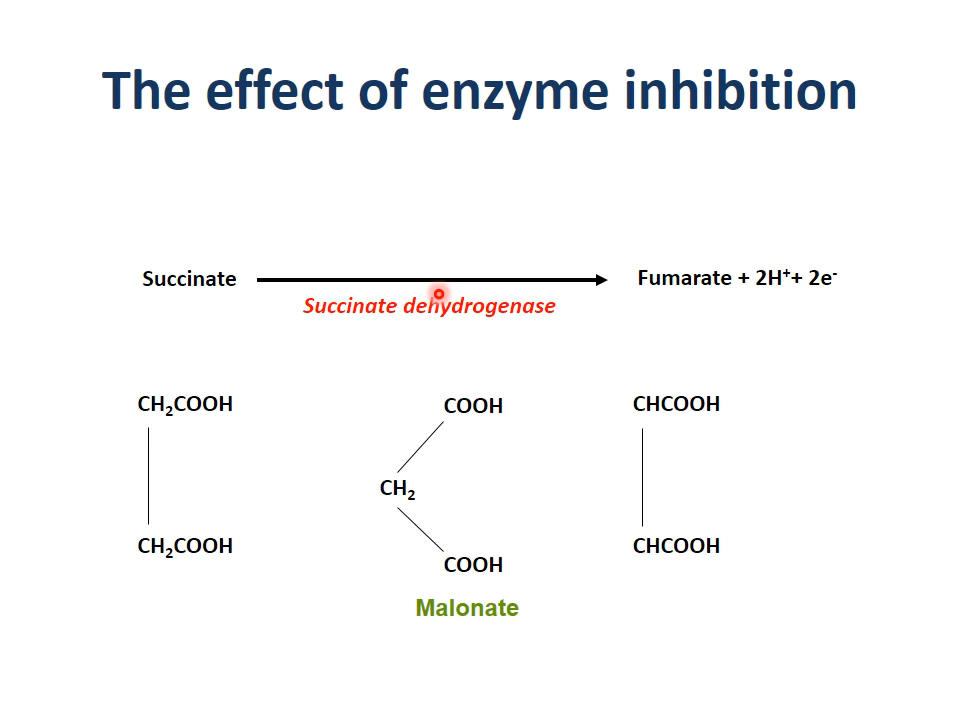 The effect of enzyme inhibition
Succinate
Fumarate + 2H⁺+ 2e⁻
Succinate dehydrogenase
CH₂COOH
COOH
CHCOOH
CH₂
CH₂COOH
COOH
CHCOOH
Malonate